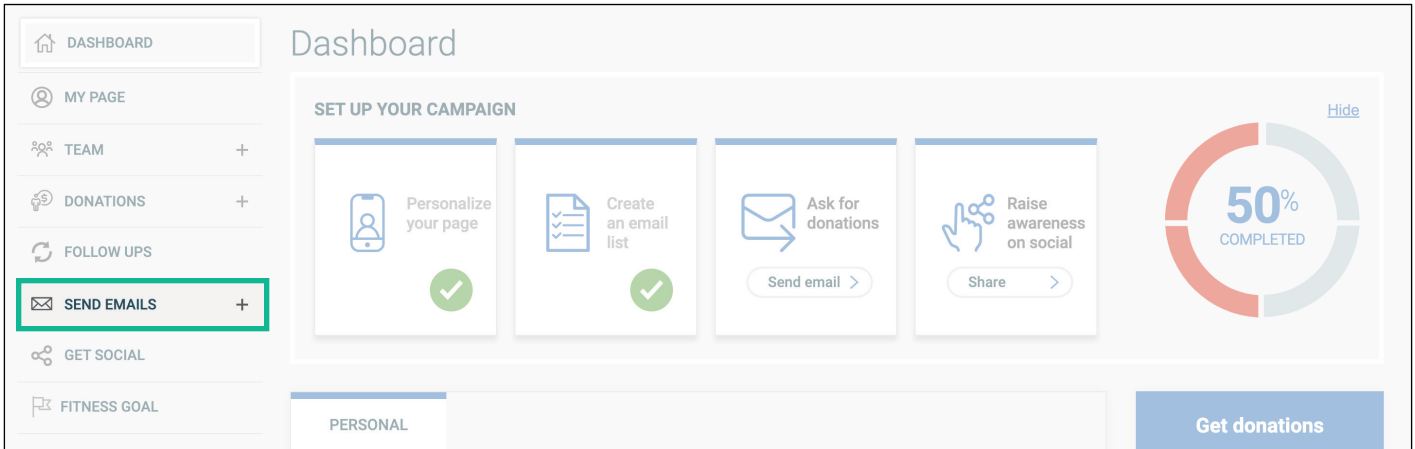 DASHBOARD
MY PAGE
TEAM +
DONATIONS +
FOLLOW UPS
SEND EMAILS +
GET SOCIAL
FITNESS GOAL
Dashboard
SET UP YOUR CAMPAIGN
Hide
Personalize
your page
Create
an email
list
Ask for
donations
Send email >
Raise
awareness
on social
Share >
50%
COMPLETED
PERSONAL
Get donations